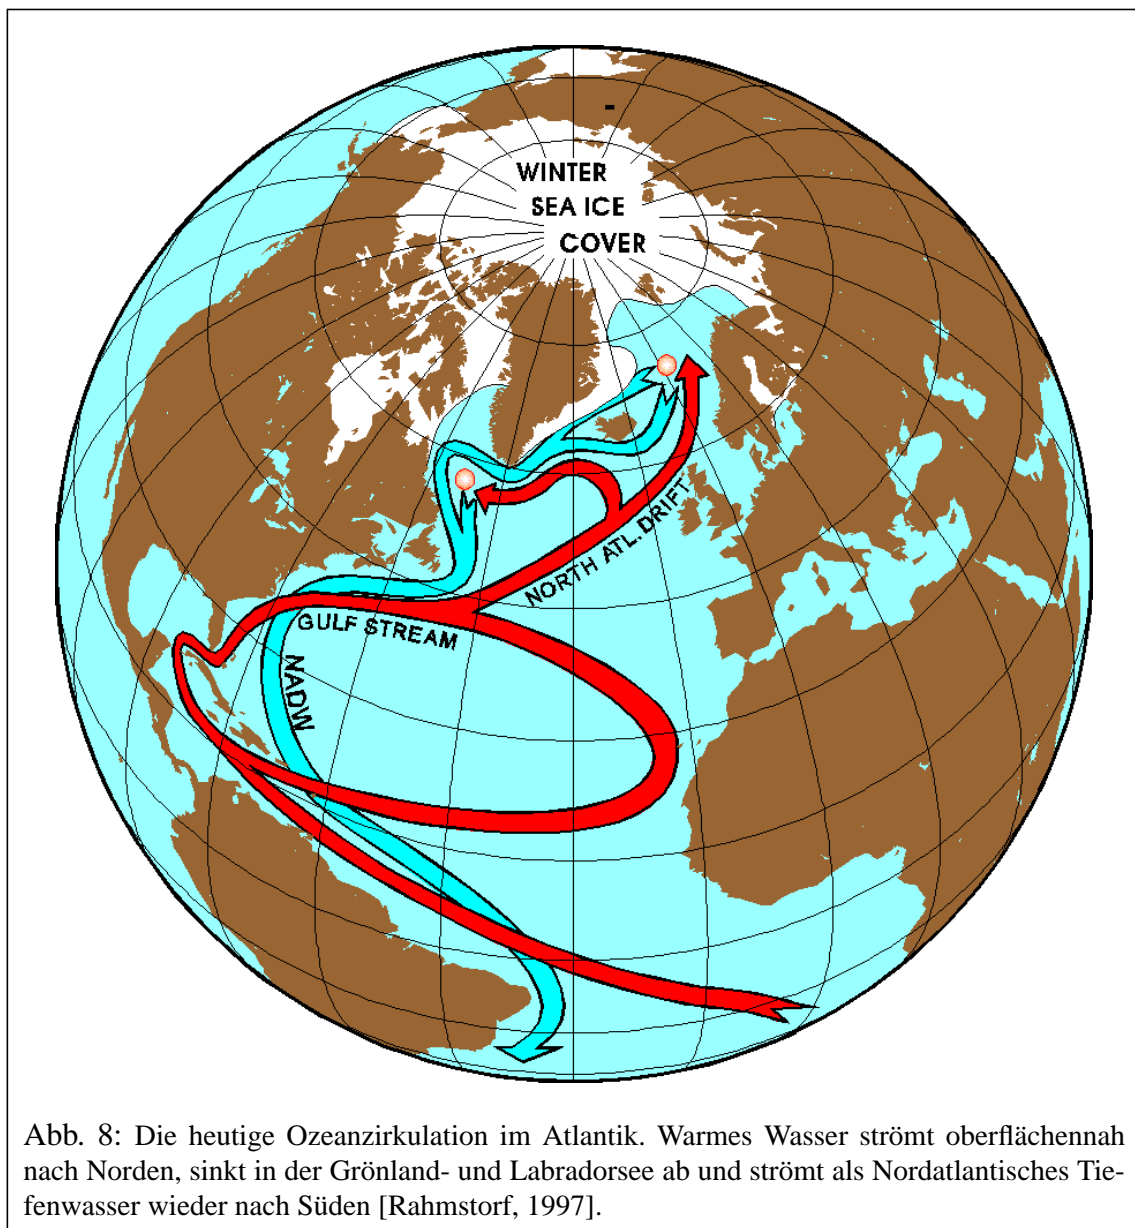 WINTER
SEA ICE
COVER
NORTH ATL. DRIFT
GULF STREAM
NADW
Abb. 8: Die heutige Ozeanzirkulation im Atlantik. Warmes Wasser strömt oberflächennah
nach Norden, sinkt in der Grönland- und Labradorsee ab und strömt als Nordatlantisches Tie-
fenwasser wieder nach Süden [Rahmstorf, 1997].